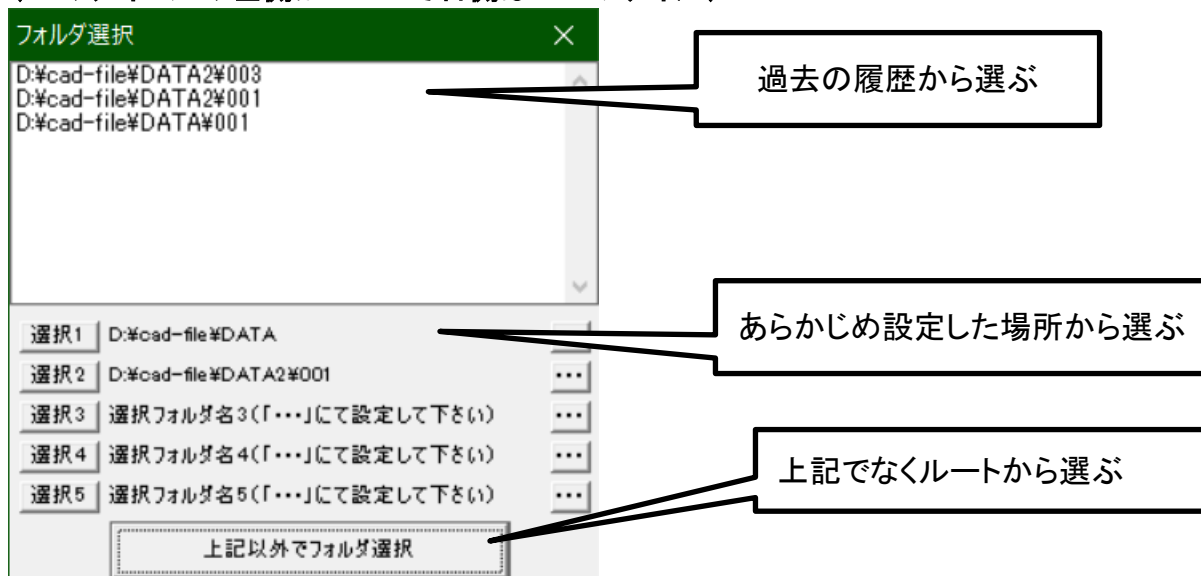 フォルダ選択
D:¥cad-file¥DATA2¥003
D:¥cad-file¥DATA2¥001
D:¥cad-file¥DATA¥001
過去の履歴から選ぶ
選択1 D:¥cad-file¥DATA
あらかじめ設定した場所から選ぶ
選択2 D:¥cad-file¥DATA2¥001 ・・・
選択3 選択フォルダ名3(「・・・」にて設定して下さい) ・・・
選択4 選択フォルダ名4(「・・・」にて設定して下さい) ・・・
選択5 選択フォルダ名5(「・・・」にて設定して下さい) ・・・
上記でなくルートから選ぶ
上記以外でフォルダ選択